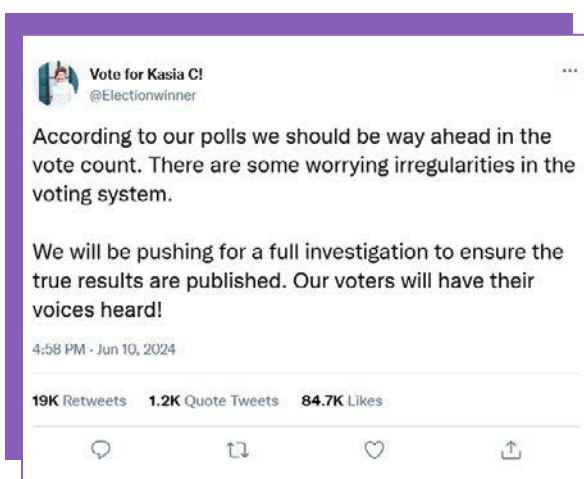 Vote for Kasia C!
@Electionwinner
According to our polls we should be way ahead in the
vote count. There are some worrying irregularities in the
voting system.
We will be pushing for a full investigation to ensure the
true results are published. Our voters will have their
voices heard!
4:58 PM · Jun 10, 2024
19K Retweets 1.2K Quote Tweets 84.7K Likes